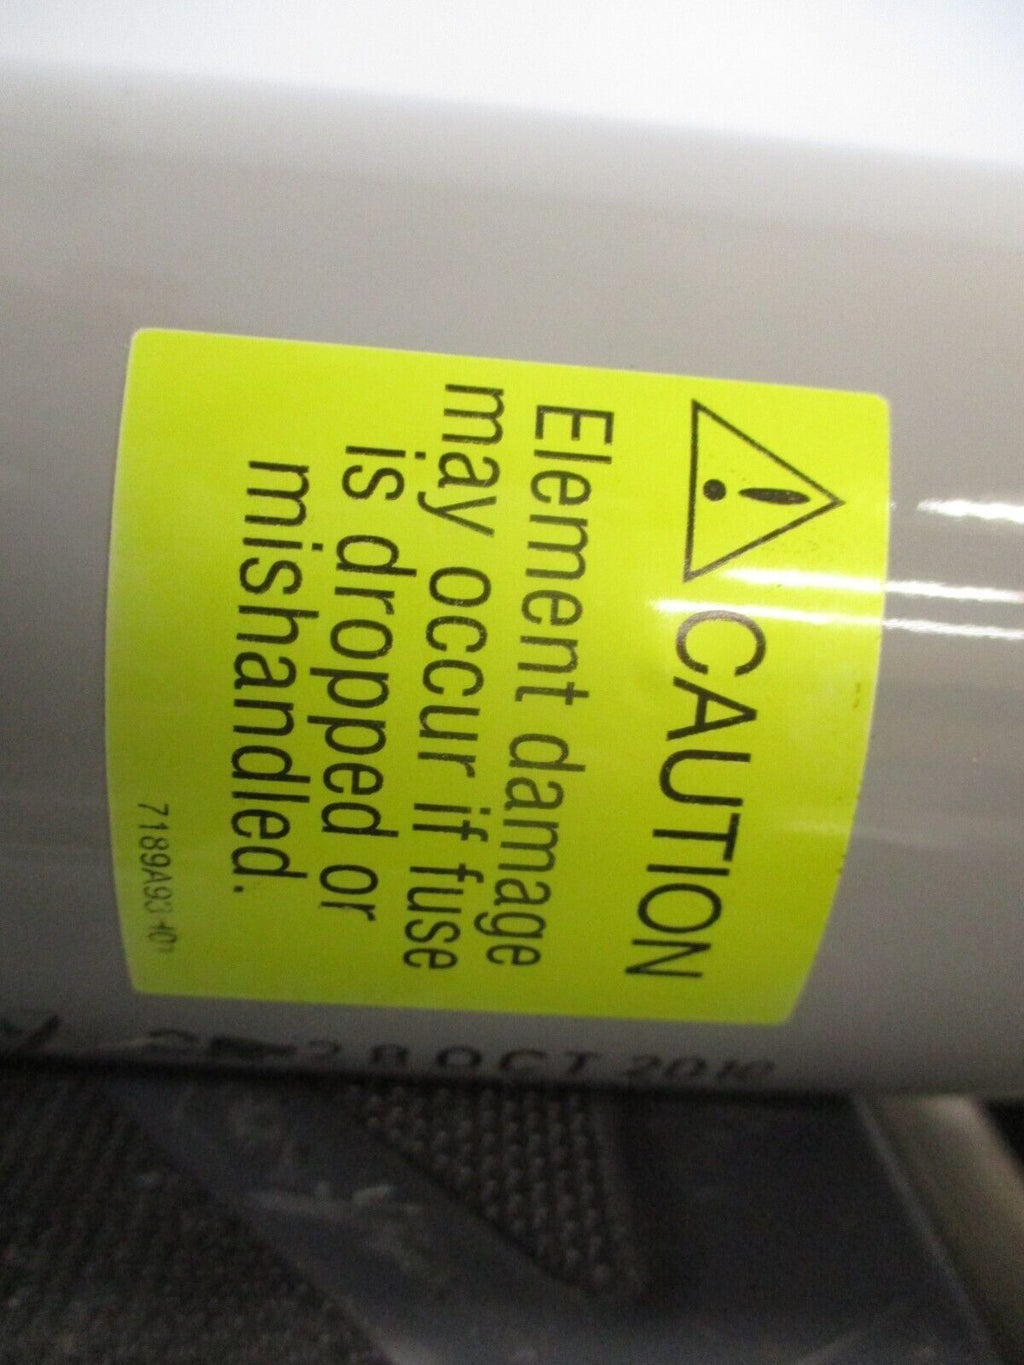 CAUTION
Element damage
may occur if fuse
is dropped or
mishandled.
28 OCT 2010